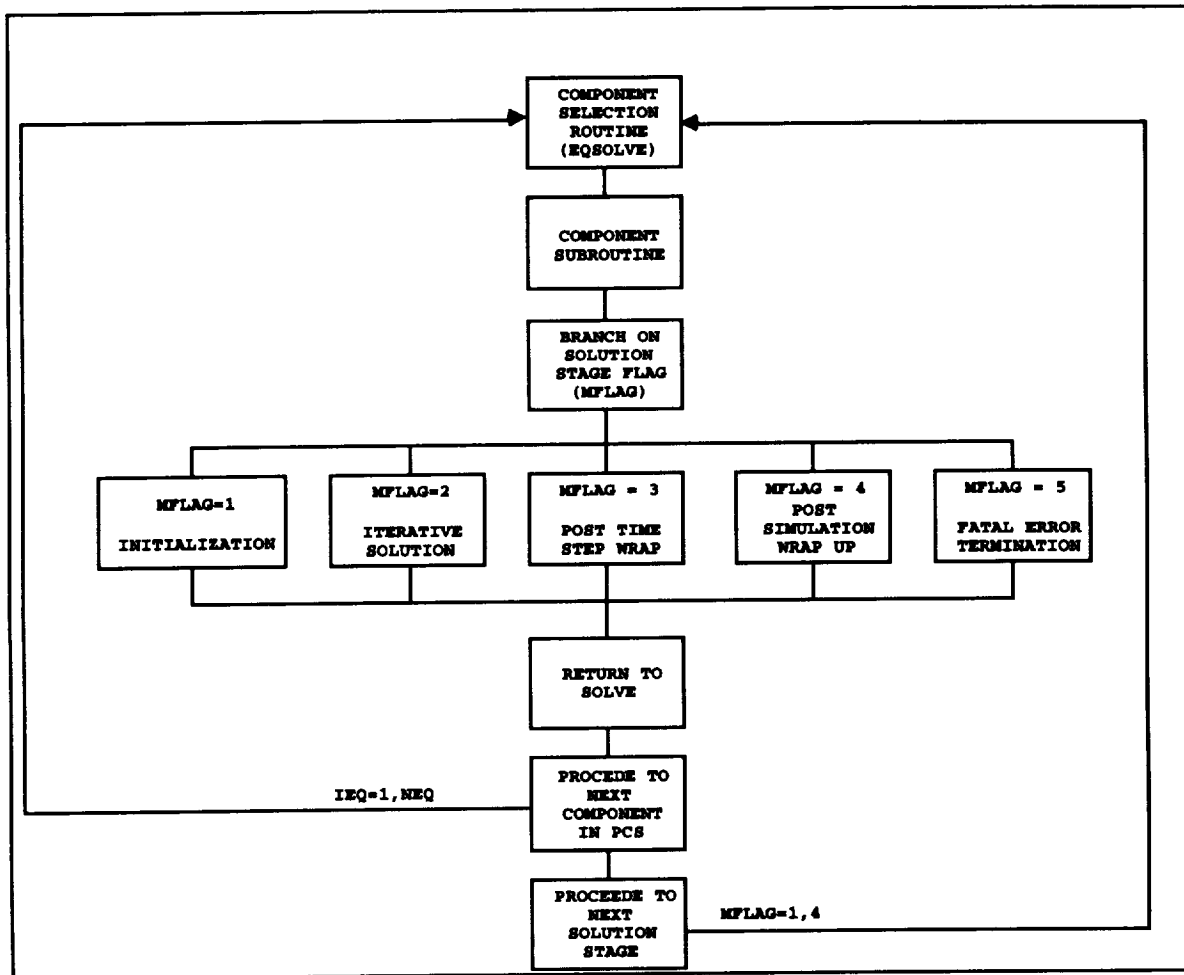 COMPONENT
SELECTION
ROUTINE
(EQSOLVE)
COMPONENT
SUBROUTINE
BRANCH ON
SOLUTION
STAGE FLAG
(MFLAG)
MFLAG=1
INITIALIZATION
MFLAG=2
ITERATIVE
SOLUTION
MFLAG = 3
POST TIME
STEP WRAP
MFLAG = 4
POST
SIMULATION
WRAP UP
MFLAG = 5
FATAL ERROR
TERMINATION
RETURN TO
SOLVE
IEQ=1,NEQ
PROCEDE TO
NEXT
COMPONENT
IN PCS
PROCEEDE TO
NEXT
SOLUTION
STAGE
MFLAG=1,4